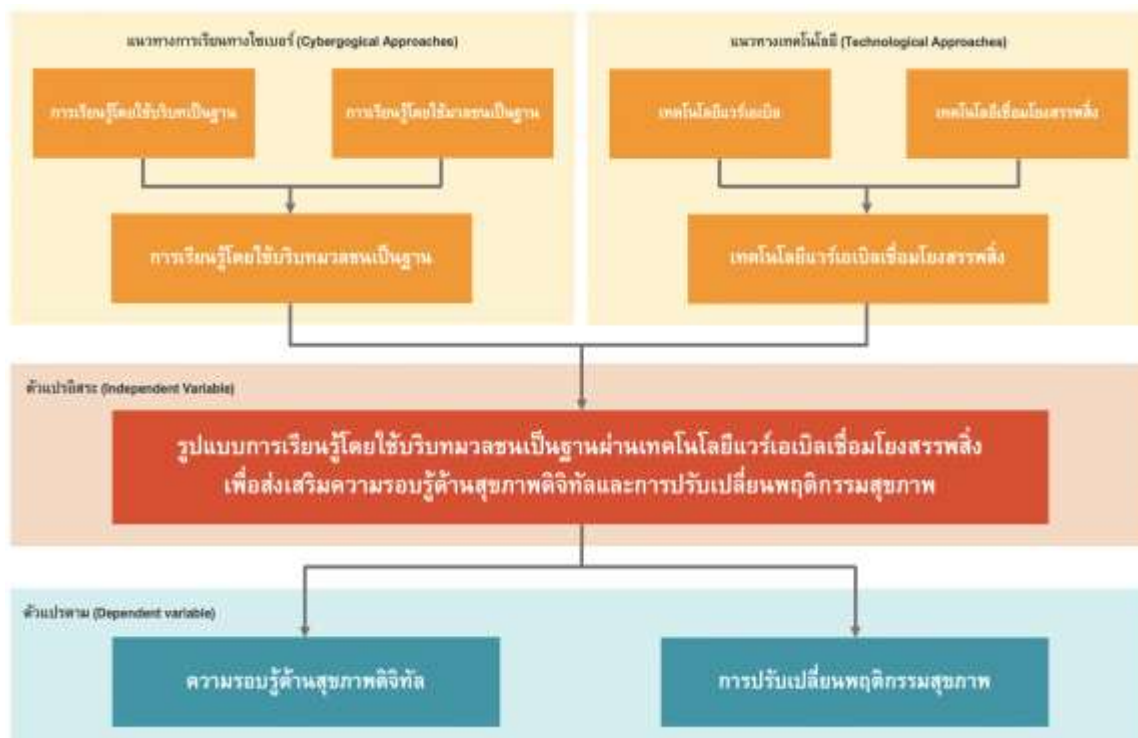 แนวทางการเรียนทางไซเบอร์ (Cybergogical Approaches)
แนวทางเทคโนโลยี (Technological Approaches)
การเรียนรู้โดยใช้บริบทเป็นฐาน
การเรียนรู้โดยใช้มวลชนเป็นฐาน
เทคโนโลยีแวร์เอเบิล
เทคโนโลยีเชื่อมโยงสรรพสิ่ง
การเรียนรู้โดยใช้บริบทมวลชนเป็นฐาน
เทคโนโลยีแวร์เอเบิลเชื่อมโยงสรรพสิ่ง
ตัวแปรอิสระ (Independent Variable)
รูปแบบการเรียนรู้โดยใช้บริบทมวลชนเป็นฐานผ่านเทคโนโลยีแวร์เอเบิลเชื่อมโยงสรรพสิ่ง
เพื่อส่งเสริมความรอบรู้ด้านสุขภาพดิจิทัลและการปรับเปลี่ยนพฤติกรรมสุขภาพ
ตัวแปรตาม (Dependent variable)
ความรอบรู้ด้านสุขภาพดิจิทัล
การปรับเปลี่ยนพฤติกรรมสุขภาพ